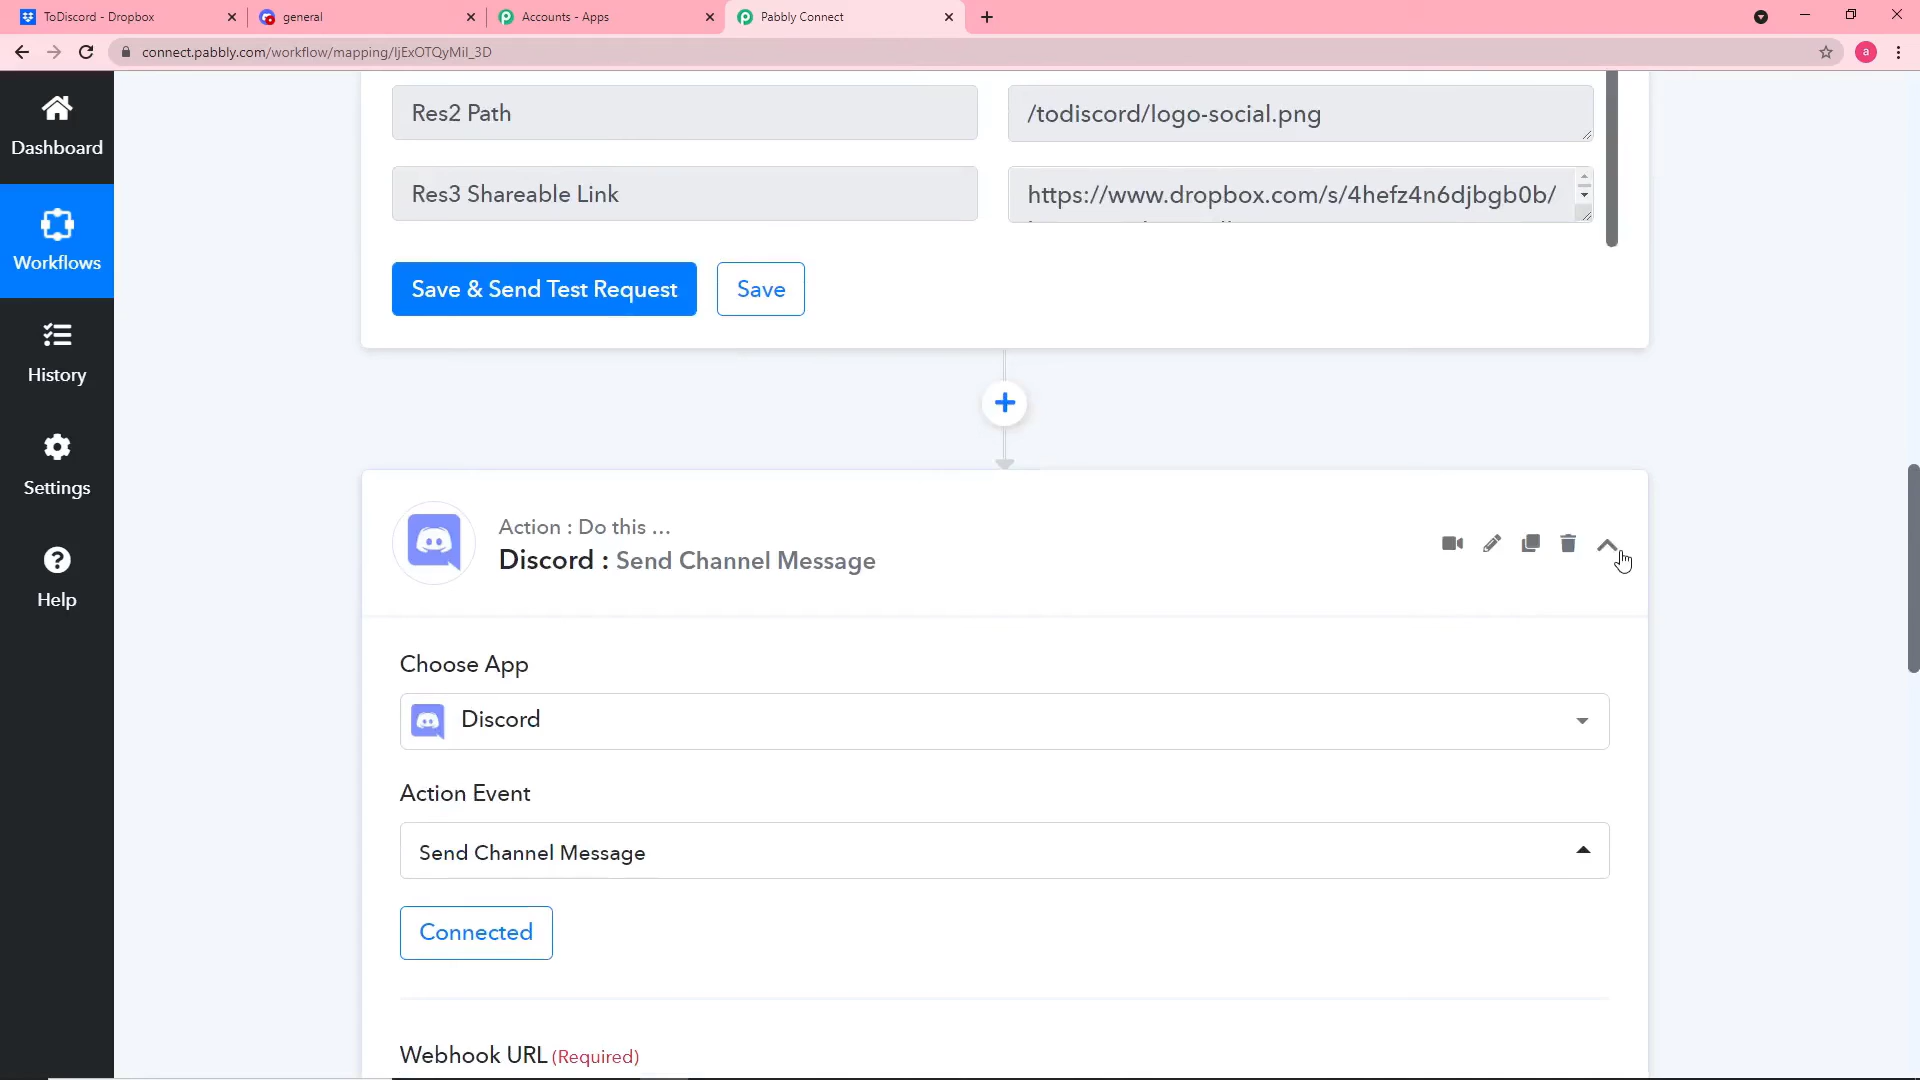 ToDiscord - Dropbox
general
Accounts - Apps
Pabbly Connect
connect.pabbly.com/workflow/mapping/IjExOTQyMiI_3D
a
Dashboard
Workflows
History
Settings
Help
Res2 Path
/todiscord/logo-social.png
Res3 Shareable Link
https://www.dropbox.com/s/4hefz4n6djbgb0b/
Save & Send Test Request
Save
Action : Do this ...
Discord : Send Channel Message
Choose App
Discord
Action Event
Send Channel Message
Connected
Webhook URL (Required)